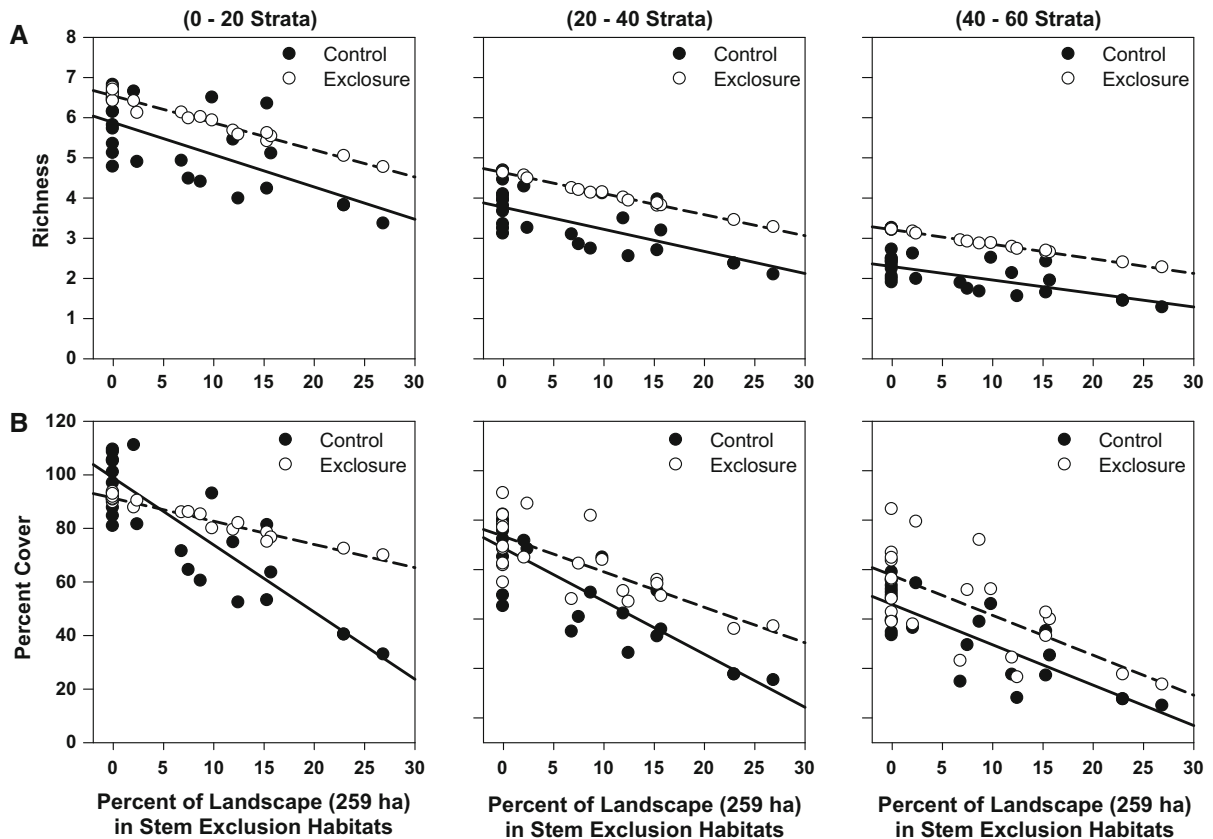 (0 - 20 Strata)
(20 - 40 Strata)
(40 - 60 Strata)
A
Richness
8
7
6
5
4
3
2
1
0
Control
Exclosure
0 5 10 15 20 25 30
Control
Exclosure
0 5 10 15 20 25 30
Control
Exclosure
0 5 10 15 20 25 30
B
Percent Cover
120
100
80
60
40
20
0
Control
Exclosure
0 5 10 15 20 25 30
Percent of Landscape (259 ha)
in Stem Exclusion Habitats
Control
Exclosure
0 5 10 15 20 25 30
Percent of Landscape (259 ha)
in Stem Exclusion Habitats
Control
Exclosure
0 5 10 15 20 25 30
Percent of Landscape (259 ha)
in Stem Exclusion Habitats